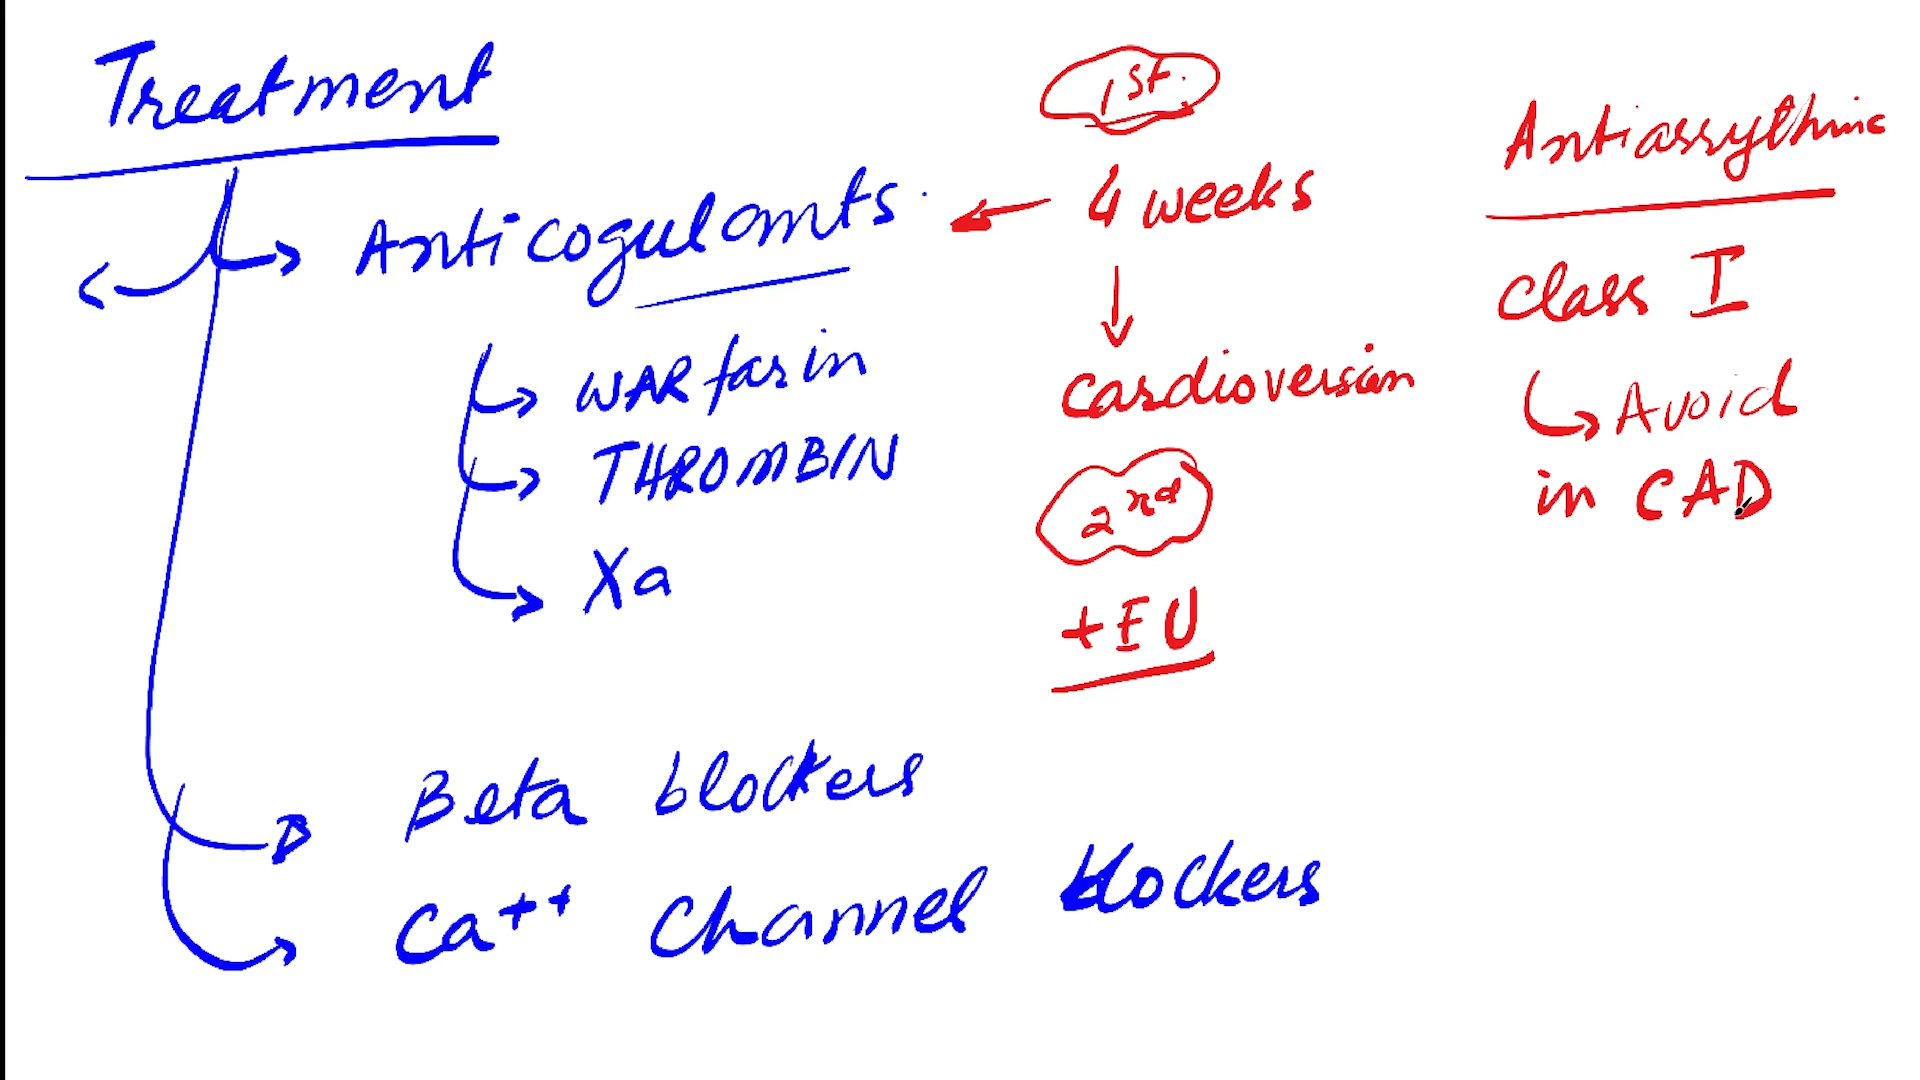 Treatment
Anticogulants
WARfarin
THROMBIN
Xa
Beta blockers
Ca++ Channel blockers
1st.
4 weeks
cardioversion
2nd
+IU
Antiarrythmic
Class I
Avoid
in CAD